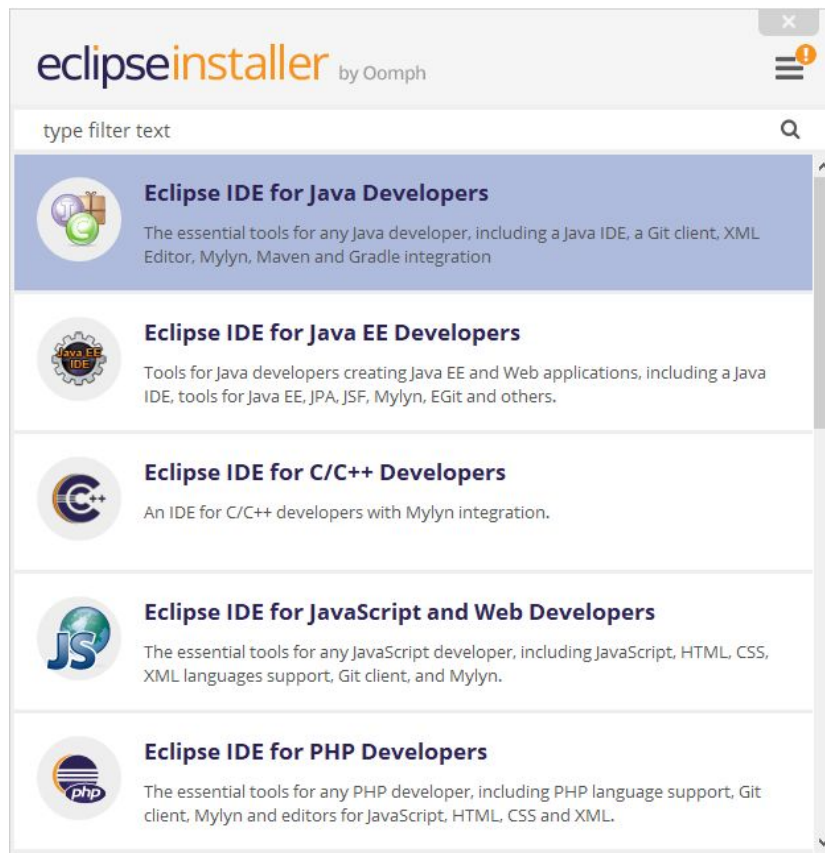 eclipseinstaller by Oomph
type filter text
Eclipse IDE for Java Developers
The essential tools for any Java developer, including a Java IDE, a Git client, XML
Editor, Mylyn, Maven and Gradle integration
Java EE
IDE
Eclipse IDE for Java EE Developers
Tools for Java developers creating Java EE and Web applications, including a Java
IDE, tools for Java EE, JPA, JSF, Mylyn, EGit and others.
C++
Eclipse IDE for C/C++ Developers
An IDE for C/C++ developers with Mylyn integration.
JS
Eclipse IDE for JavaScript and Web Developers
The essential tools for any JavaScript developer, including JavaScript, HTML, CSS,
XML languages support, Git client, and Mylyn.
php
Eclipse IDE for PHP Developers
The essential tools for any PHP developer, including PHP language support, Git
client, Mylyn and editors for JavaScript, HTML, CSS and XML.